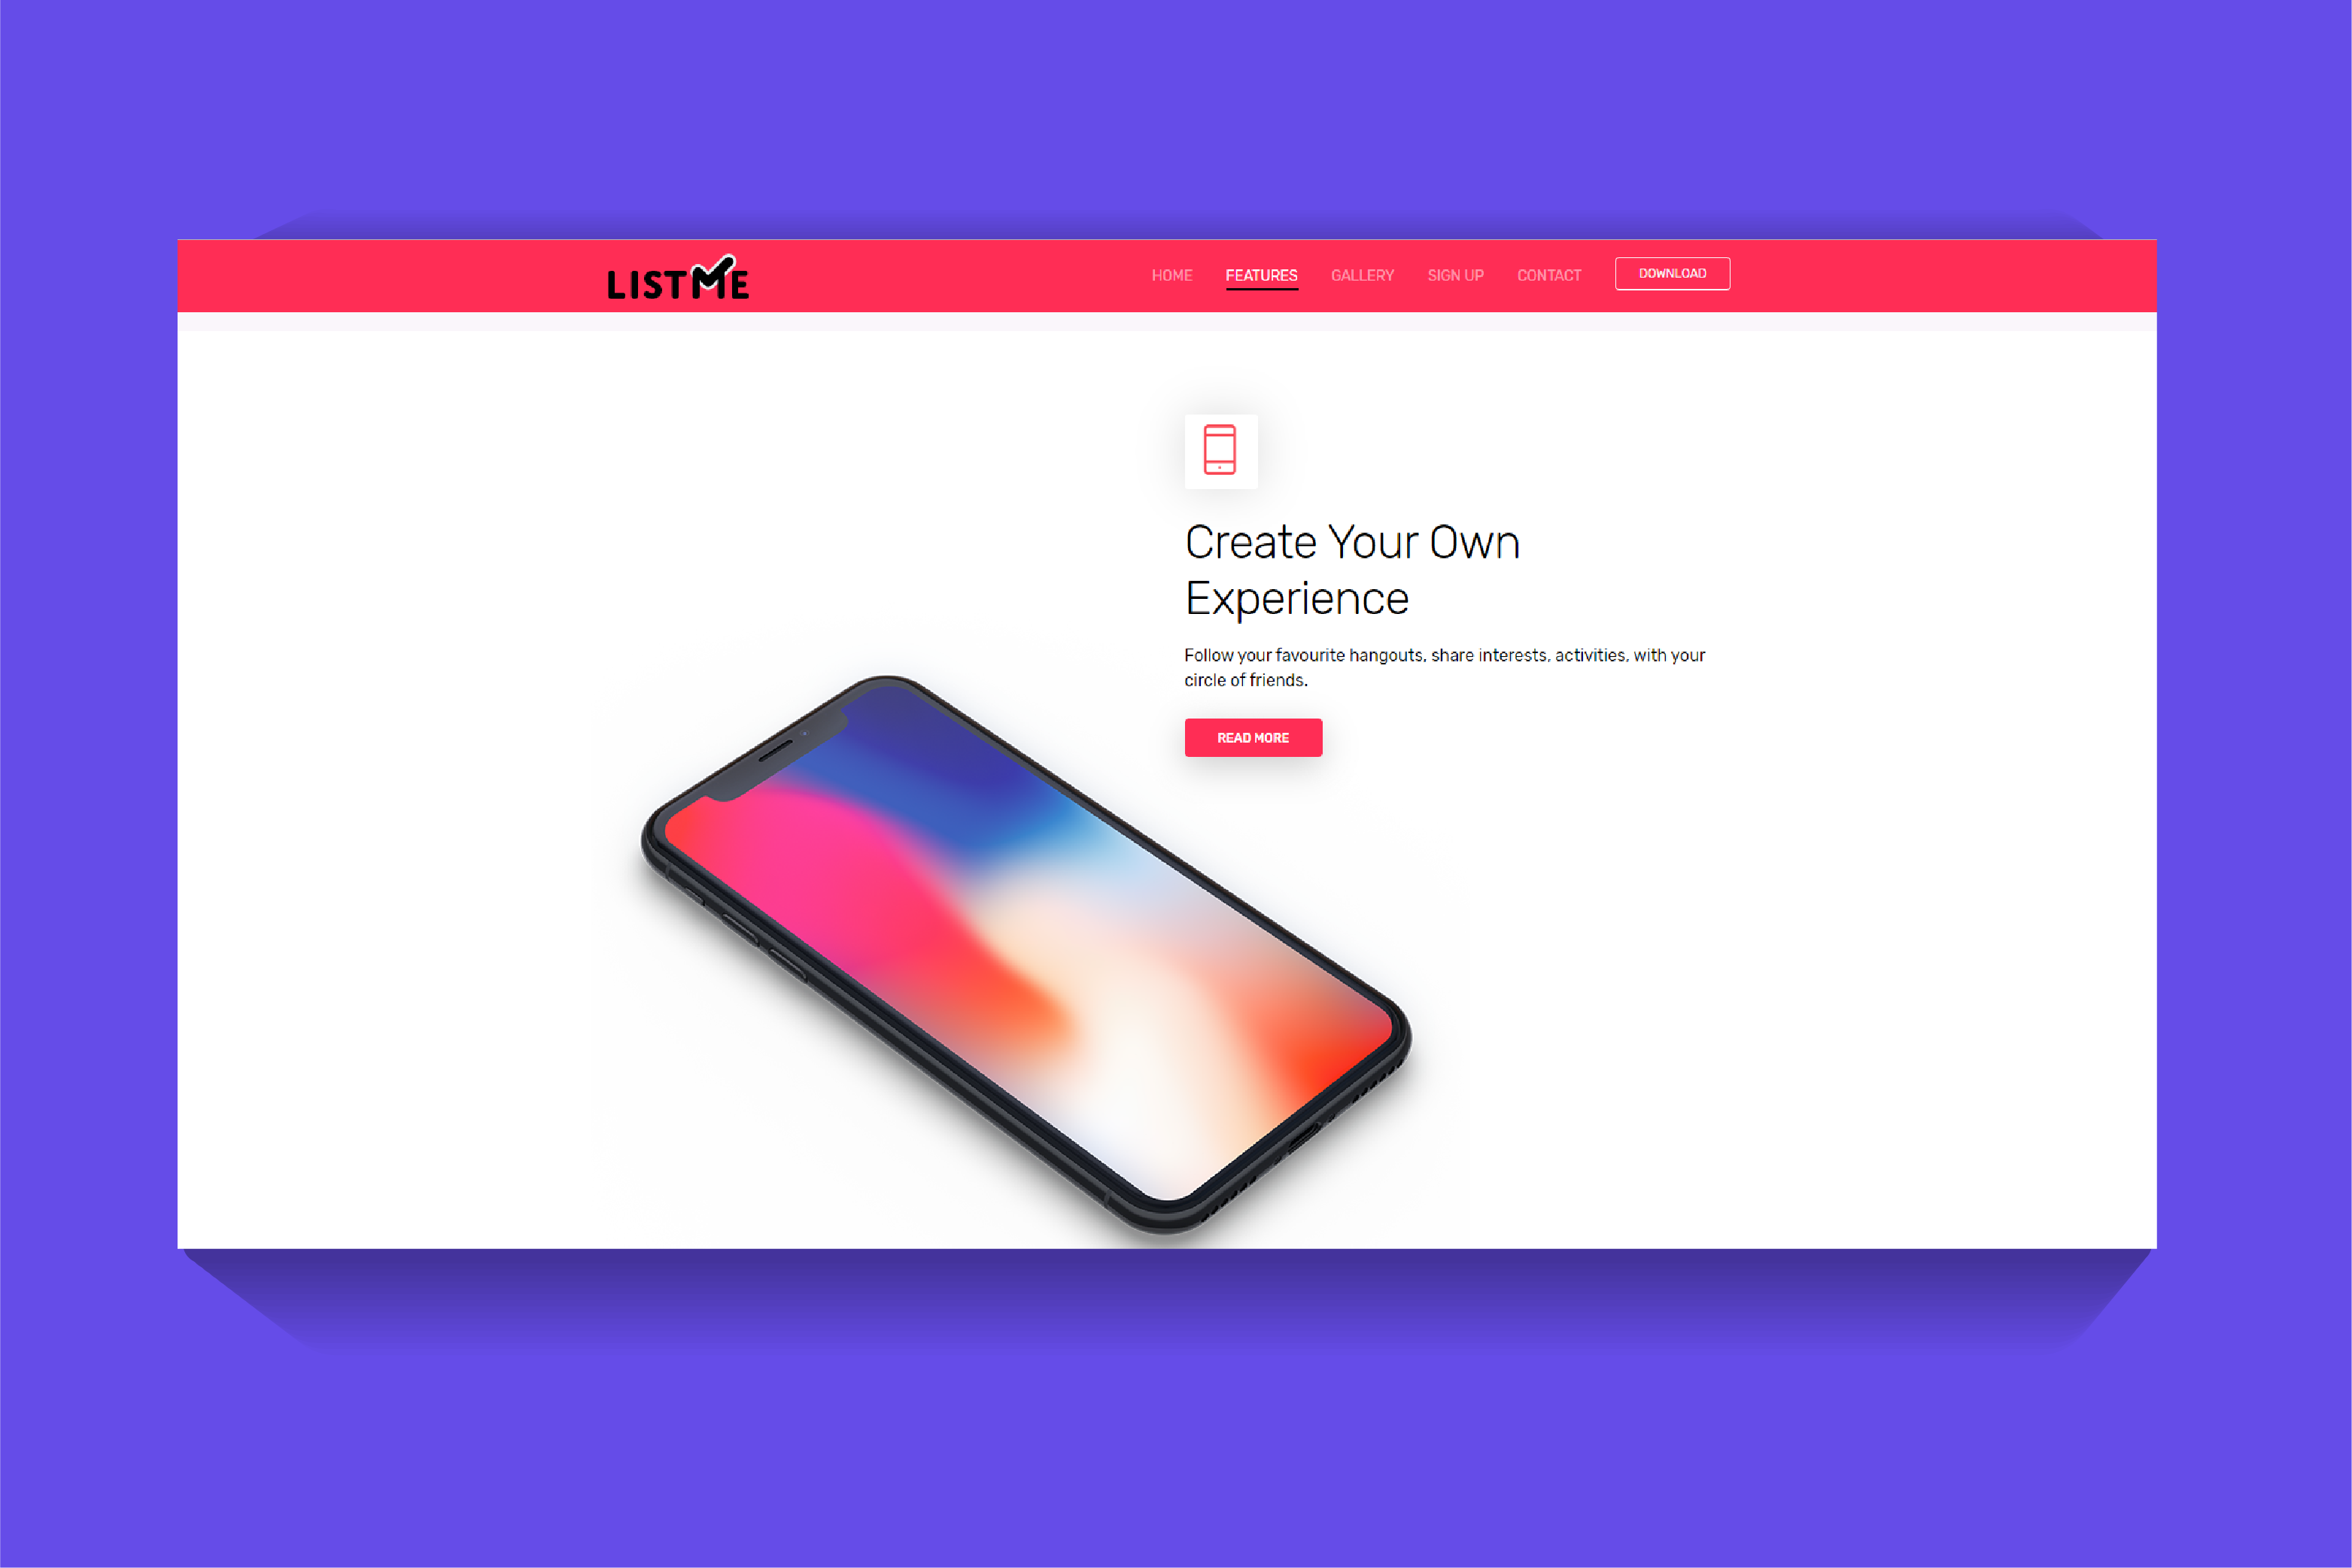 LISTME
HOME FEATURES GALLERY SIGN UP CONTACT DOWNLOAD
Create Your Own
Experience
Follow your favourite hangouts, share interests, activities, with your
circle of friends.
READ MORE